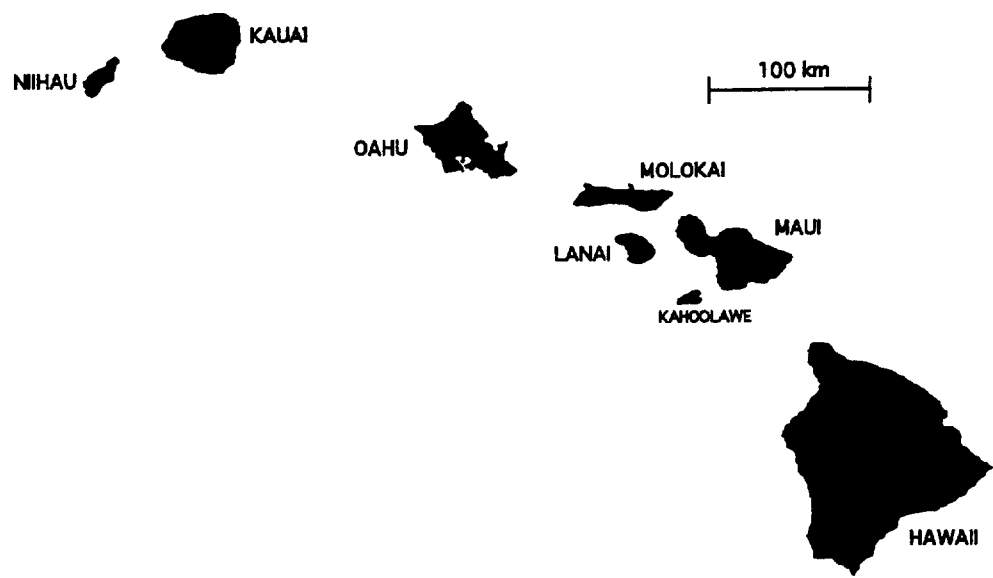 KAUAI
NIIHAU
100 km
OAHU
MOLOKAI
MAUI
LANAI
KAHOOLAWE
HAWAII